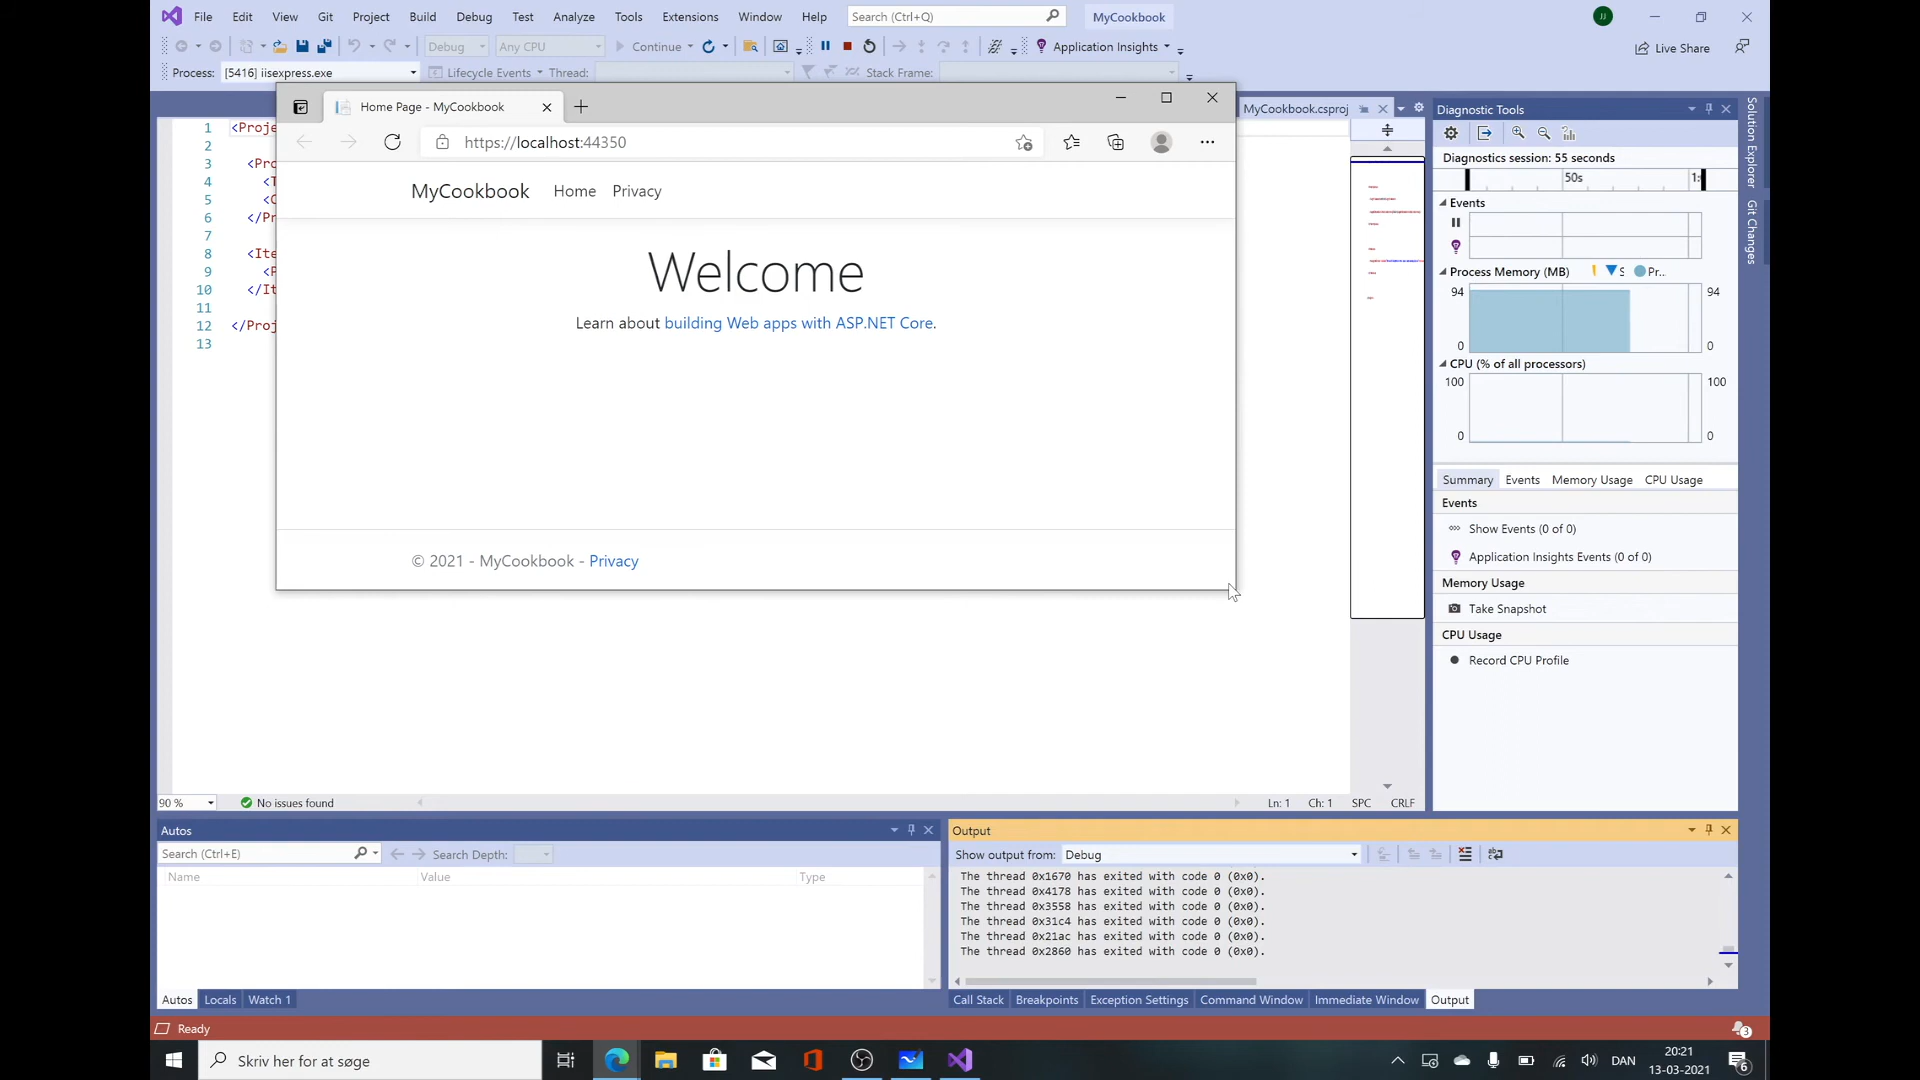 File Edit View Git Project Build Debug Test Analyze Tools Extensions Window Help Search (Ctrl+Q) MyCookbook JJ
Debug Any CPU Continue Application Insights Live Share
Process: [5416] iisexpress.exe Lifecycle Events Thread: Stack Frame:
Home Page - MyCookbook
https://localhost:44350
MyCookbook Home Privacy
Welcome
Learn about building Web apps with ASP.NET Core.
© 2021 - MyCookbook - Privacy
MyCookbook.csproj
1 <Proje
2
3 <Pro
4 <T
5 <C
6 </Pr
7
8 <Ite
9 <P
10 </It
11
12 </Proj
13
90 % No issues found Ln: 1 Ch: 1 SPC CRLF
Diagnostic Tools
Diagnostics session: 55 seconds
50s 1:
Events
Process Memory (MB) S Pr...
94 94
0 0
CPU (% of all processors)
100 100
0 0
Summary Events Memory Usage CPU Usage
Events
Show Events (0 of 0)
Application Insights Events (0 of 0)
Memory Usage
Take Snapshot
CPU Usage
Record CPU Profile
Solution Explorer
Git Changes
Autos
Search (Ctrl+E) Search Depth:
Name Value Type
Autos Locals Watch 1
Output
Show output from: Debug
The thread 0x1670 has exited with code 0 (0x0).
The thread 0x4178 has exited with code 0 (0x0).
The thread 0x3558 has exited with code 0 (0x0).
The thread 0x31c4 has exited with code 0 (0x0).
The thread 0x21ac has exited with code 0 (0x0).
The thread 0x2860 has exited with code 0 (0x0).
Call Stack Breakpoints Exception Settings Command Window Immediate Window Output
Ready 3
Skriv her for at søge DAN 20:21
13-03-2021 6